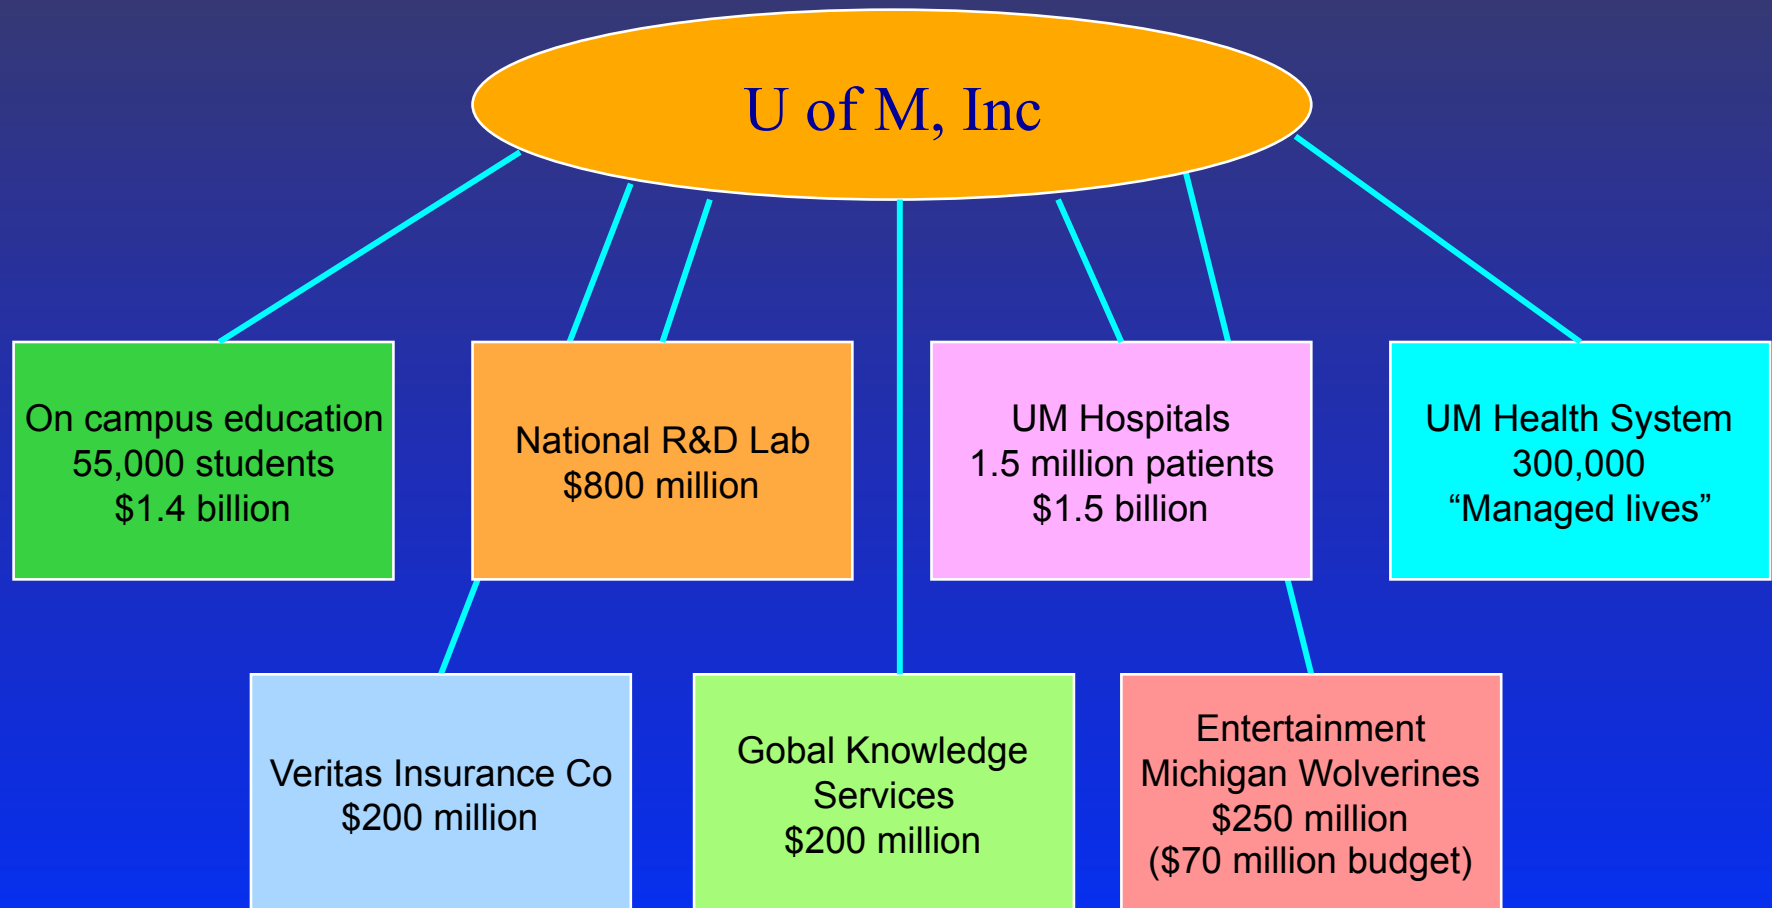 U of M, Inc
On campus education
55,000 students
$1.4 billion
National R&D Lab
$800 million
UM Hospitals
1.5 million patients
$1.5 billion
UM Health System
300,000
“Managed lives”
Veritas Insurance Co
$200 million
Gobal Knowledge
Services
$200 million
Entertainment
Michigan Wolverines
$250 million
($70 million budget)